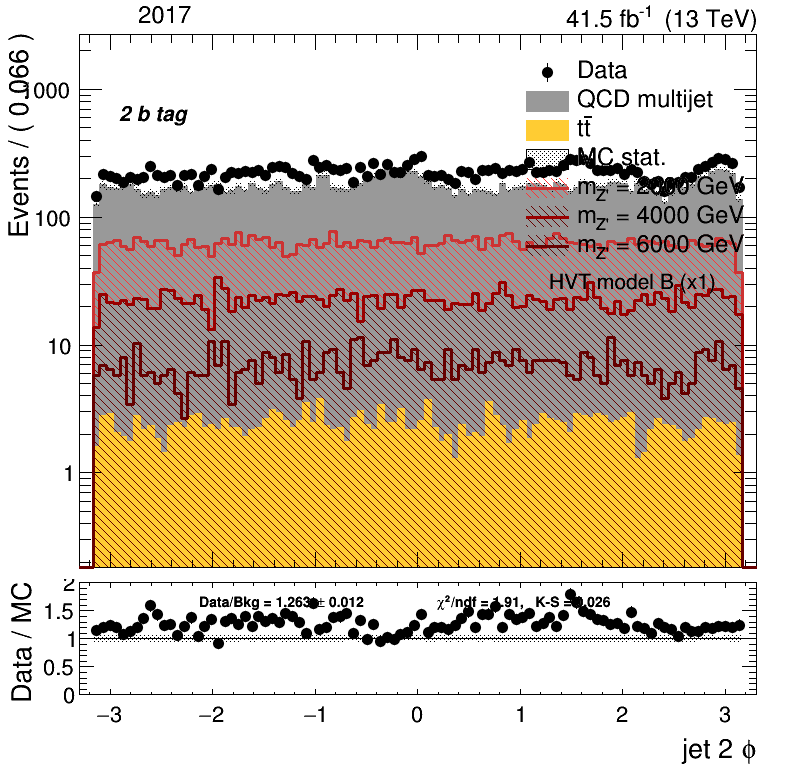 2017 41.5 fb⁻¹ (13 TeV)
Events / ( 0.066 )
2 b tag
Data
QCD multijet
tt̄
MC stat.
m_Z' = 2000 GeV
m_Z' = 4000 GeV
m_Z' = 6000 GeV
HVT model B (x1)
1000
100
10
1
Data / MC
Data/Bkg = 1.263 ± 0.012 χ²/ndf = 1.91, K-S = 0.026
2
1.5
1
0.5
0
−3 −2 −1 0 1 2 3
jet 2 ϕ